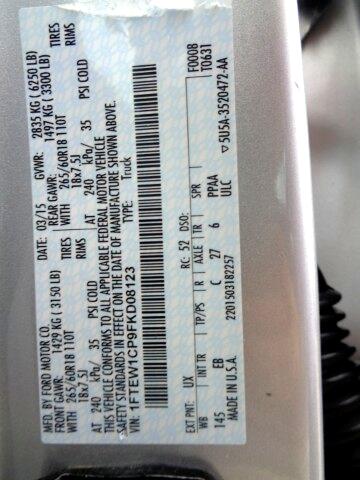 MFD. BY FORD MOTOR CO. DATE: 03/15 GVWR: 2835 KG ( 6250 LB)
FRONT GAWR: 1429 KG ( 3150 LB) REAR GAWR: 1497 KG ( 3300 LB)
WITH 265/60R18 110T TIRES WITH 265/60R18 110T TIRES
18x7.5J RIMS 18x7.5J RIMS
AT 240 kPa/ 35 PSI COLD AT 240 kPa/ 35 PSI COLD
THIS VEHICLE CONFORMS TO ALL APPLICABLE FEDERAL MOTOR VEHICLE
SAFETY STANDARDS IN EFFECT ON THE DATE OF MANUFACTURE SHOWN ABOVE.
VIN: 1FTEW1CP9FKD08123 TYPE: Truck
F0008
T0631
EXT PNT: UX RC: 52 DSO:
WB INT TR TP/PS R AXLE TR SPR
145 EB C 27 6 PPAA
U.S.A. ULC
2201503182257 ▽5U5A-3520472-AA